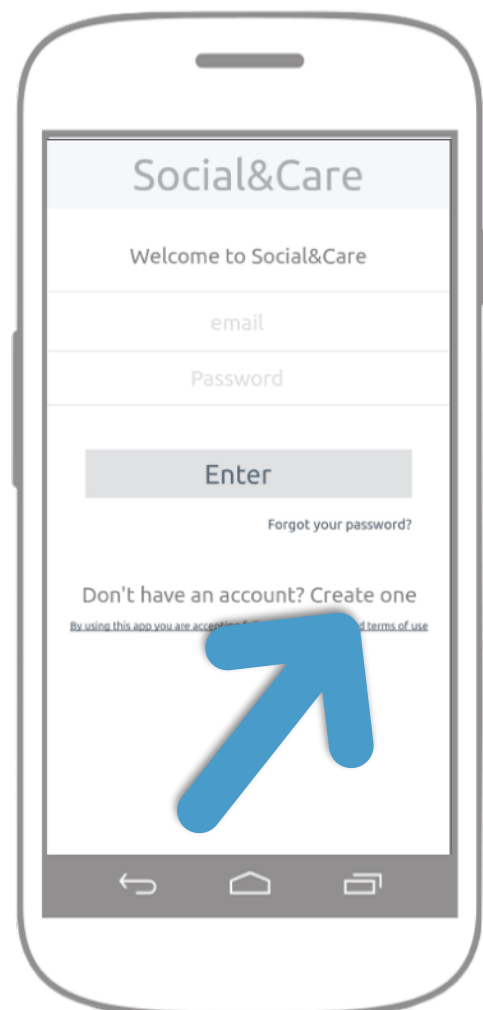 Social&Care
Welcome to Social&Care
email
Password
Enter
Forgot your password?
Don't have an account? Create one
By using this app you are accepting terms of use